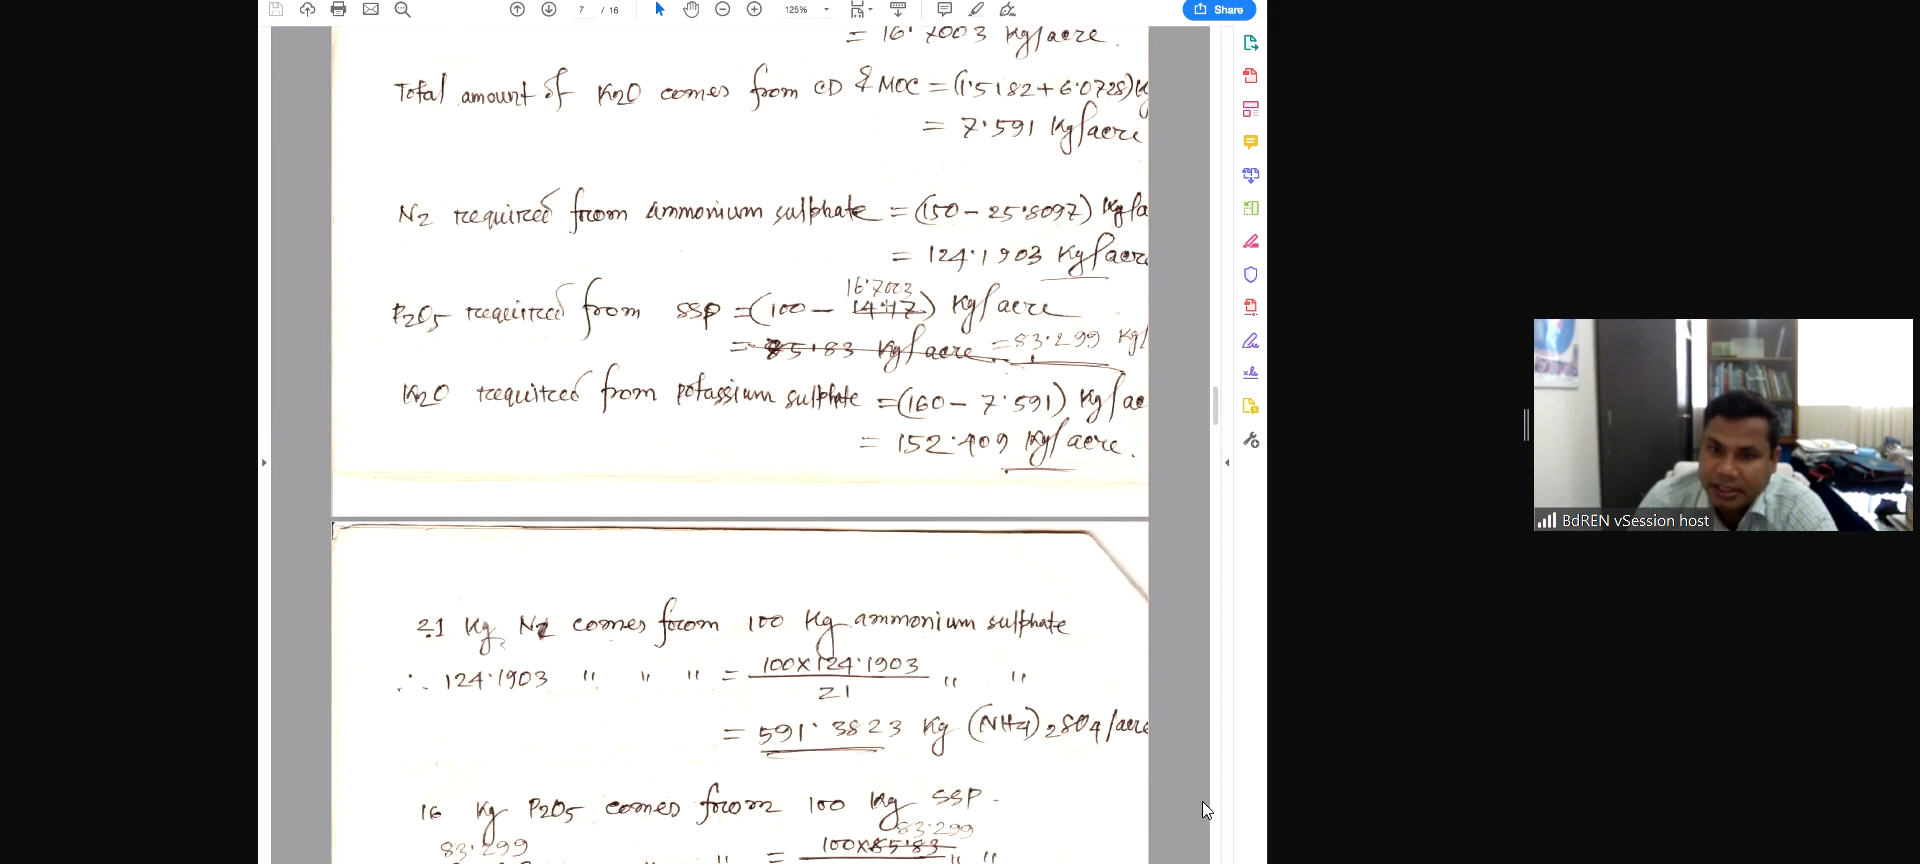 7 / 16
125%
Share
= 16.7003 Kg/acre.
Total amount of K2O comes from CD & MOC = (1.5182+6.0728) K
= 7.591 Kg/acre
N2 required from ammonium sulphate = (150 - 25.8097) Kg/a
= 124.1903 Kg/acre
16.7003
P2O5 required from SSP = (100 - 14.17) Kg/acre
= 85.83 Kg/acre = 83.299 Kg/
K2O required from potassium sulphate = (160 - 7.591) Kg/ac
= 152.409 Kg/acre.
21 Kg N2 comes from 100 Kg ammonium sulphate
∴ 124.1903 " " " = 100×124.1903 / 21 " "
= 591.3823 Kg (NH4)2SO4/acre
16 Kg P2O5 comes from 100 Kg SSP.
83.299
83.299 " = 100×85.83 " "
BdREN vSession host